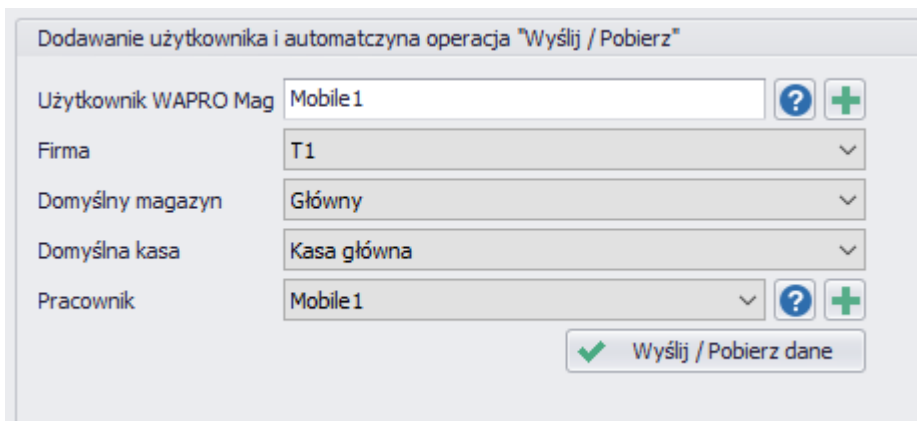 Dodawanie użytkownika i automatczyna operacja "Wyślij / Pobierz"
Użytkownik WAPRO Mag Mobile1
Firma T1
Domyślny magazyn Główny
Domyślna kasa Kasa główna
Pracownik Mobile1
Wyślij / Pobierz dane